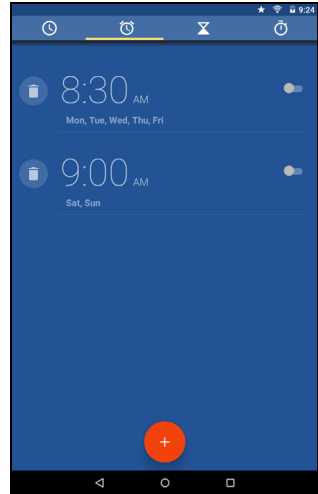 9:24
8:30 AM
Mon, Tue, Wed, Thu, Fri
9:00 AM
Sat, Sun